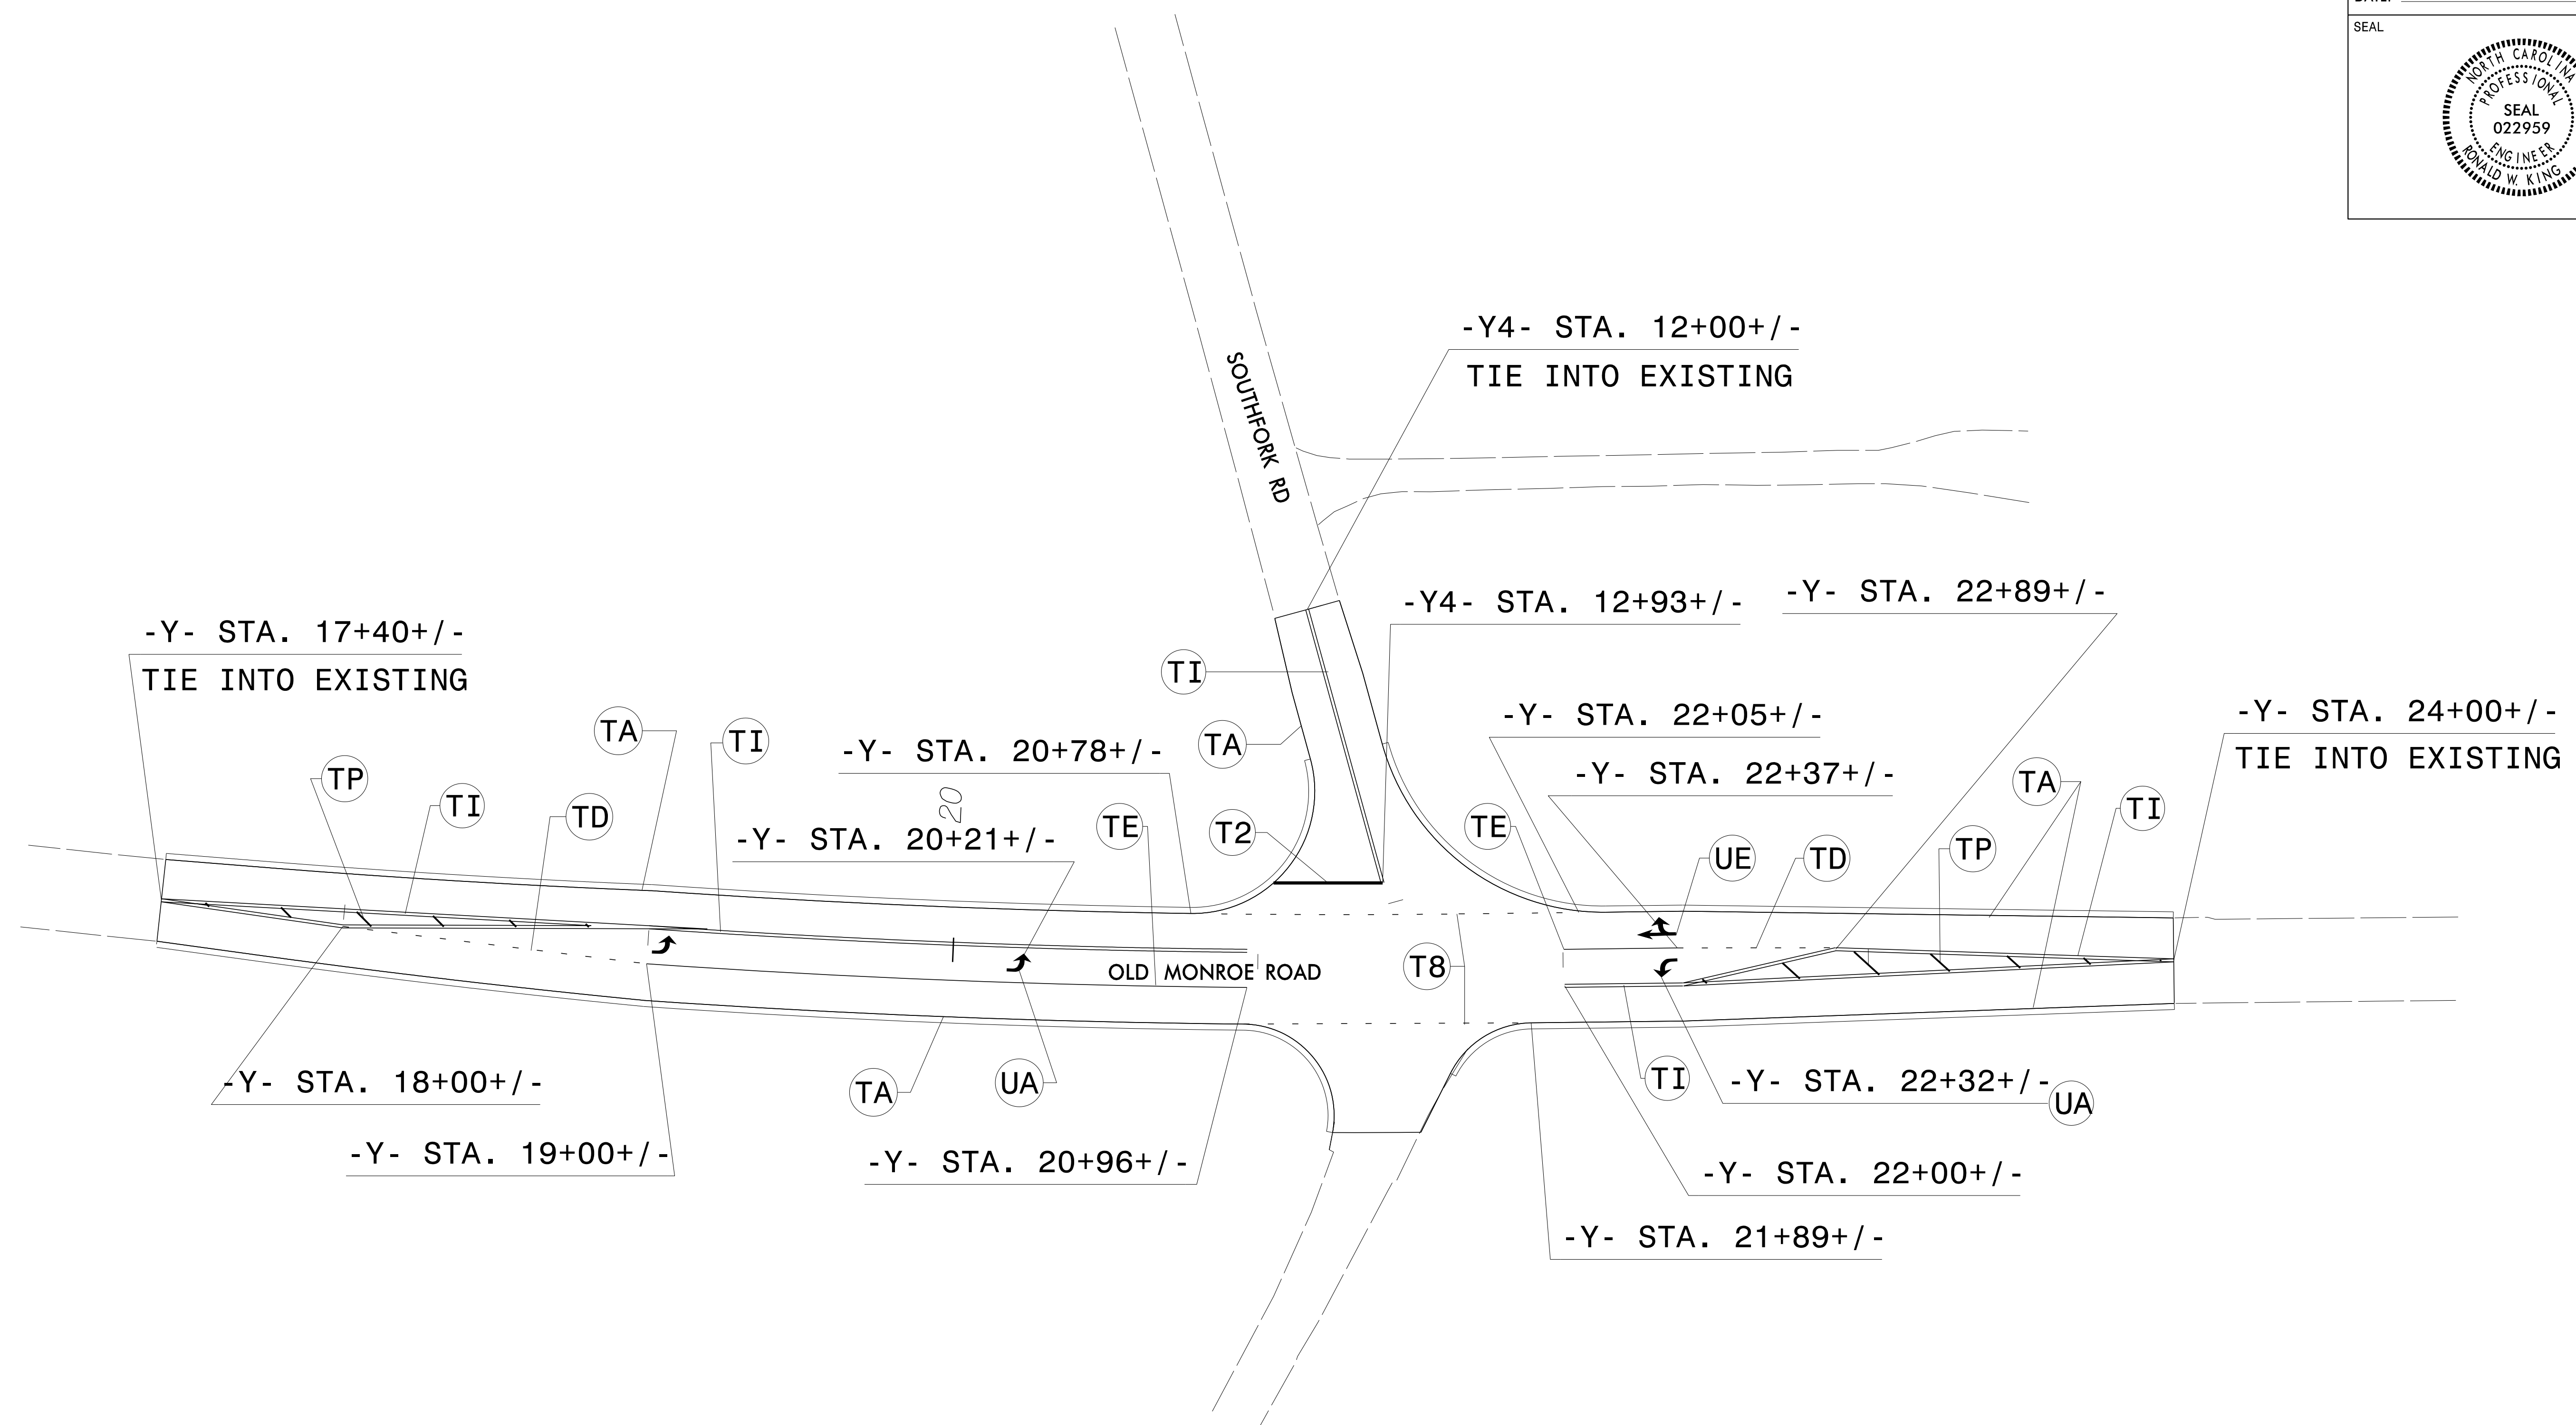 SEAL
NORTH CAROLINA
PROFESSIONAL
SEAL
022959
ENGINEER
RONALD W. KING
-Y4- STA. 12+00+/-
TIE INTO EXISTING
SOUTHFORK RD
-Y4- STA. 12+93+/-
-Y- STA. 22+89+/-
-Y- STA. 17+40+/-
TIE INTO EXISTING
TI
-Y- STA. 22+05+/-
-Y- STA. 24+00+/-
TIE INTO EXISTING
TA
TI
-Y- STA. 20+78+/-
TA
-Y- STA. 22+37+/-
TP
TI
TD
20
-Y- STA. 20+21+/-
TE
T2
TE
UE
TD
TP
TA
TI
OLD MONROE ROAD
T8
-Y- STA. 18+00+/-
TA
UA
TI
-Y- STA. 22+32+/-
UA
-Y- STA. 19+00+/-
-Y- STA. 20+96+/-
-Y- STA. 22+00+/-
-Y- STA. 21+89+/-